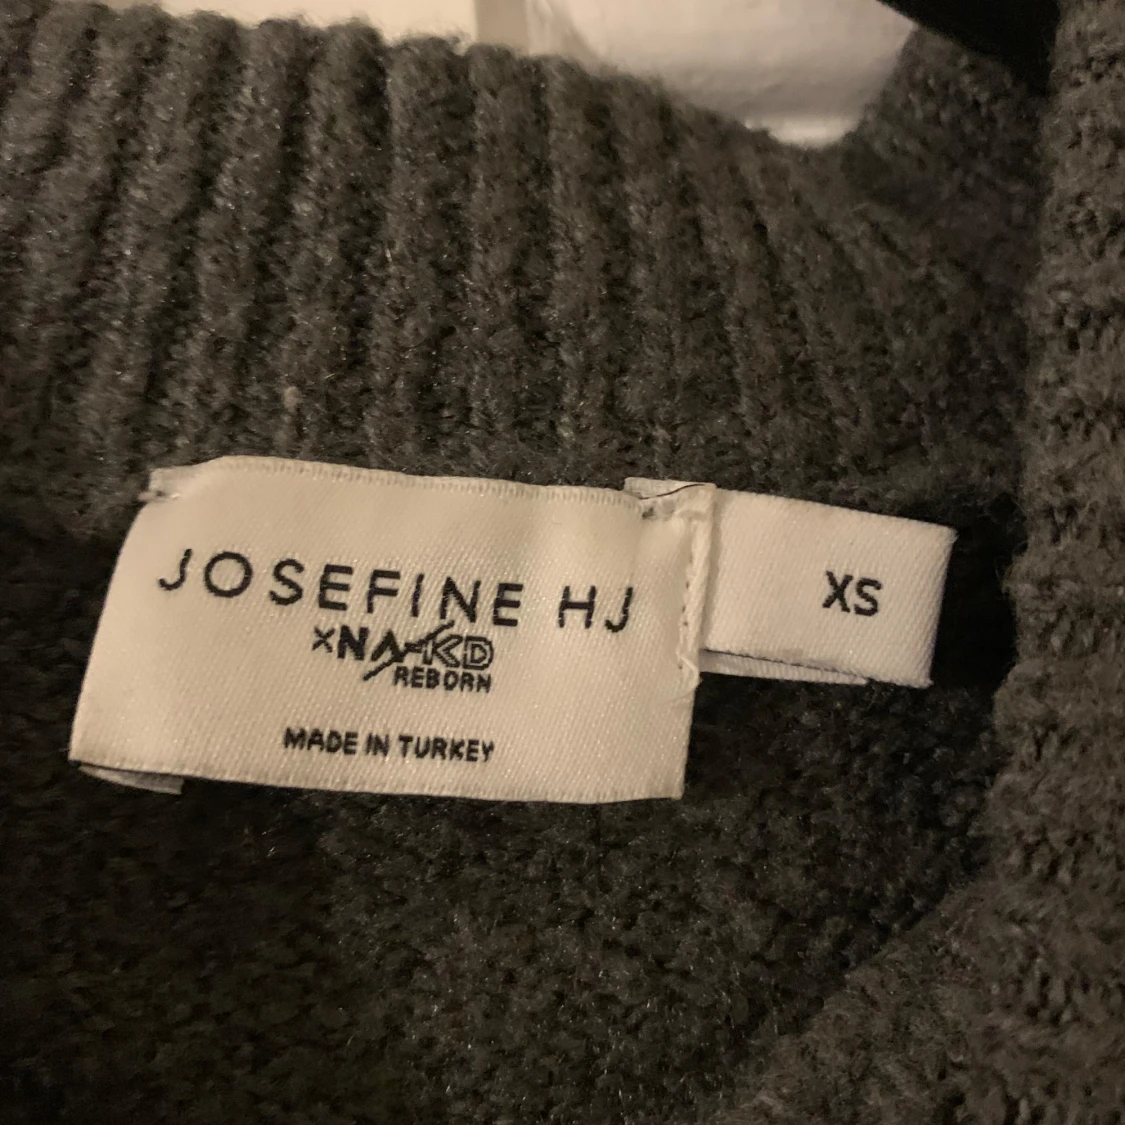 JOSEFINE HJ
×NA-KD
REBORN
MADE IN TURKEY
XS